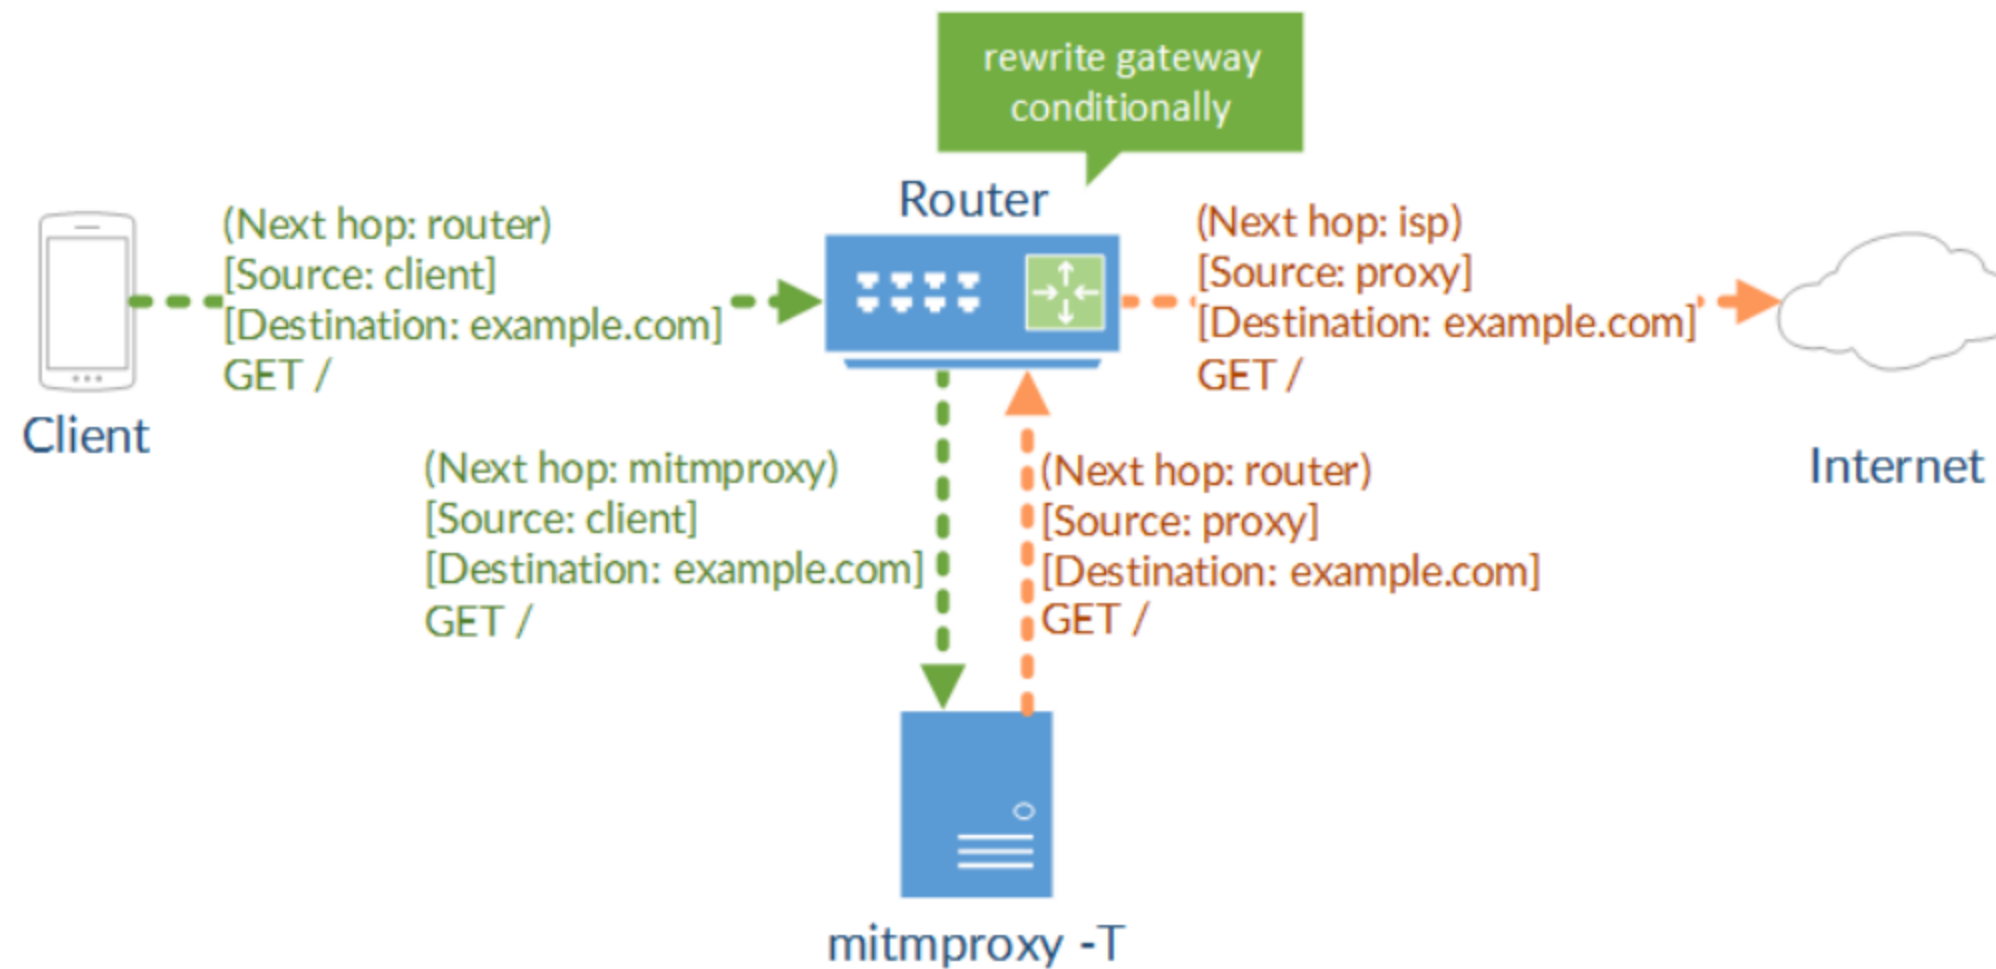 rewrite gateway
conditionally
Router
(Next hop: router)
[Source: client]
[Destination: example.com]
GET /
(Next hop: isp)
[Source: proxy]
[Destination: example.com]
GET /
Client
Internet
(Next hop: mitmproxy)
[Source: client]
[Destination: example.com]
GET /
(Next hop: router)
[Source: proxy]
[Destination: example.com]
GET /
mitmproxy -T